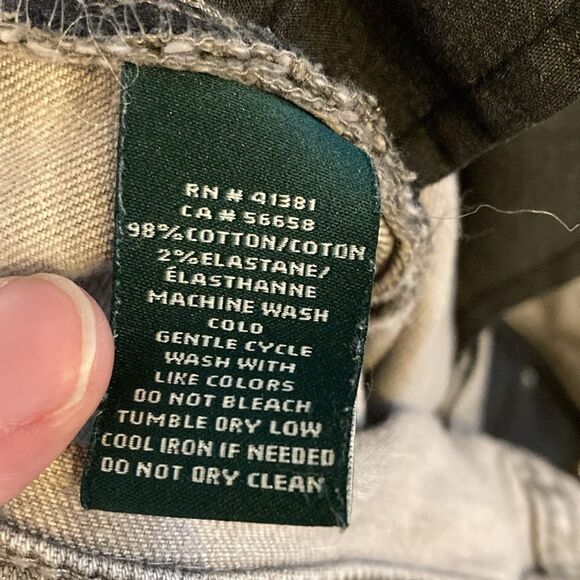 RN # 41381
CA # 56658
98%COTTON/COTON
2%ELASTANE/
ÉLASTHANNE
MACHINE WASH
COLD
GENTLE CYCLE
WASH WITH
LIKE COLORS
DO NOT BLEACH
TUMBLE DRY LOW
COOL IRON IF NEEDED
DO NOT DRY CLEAN